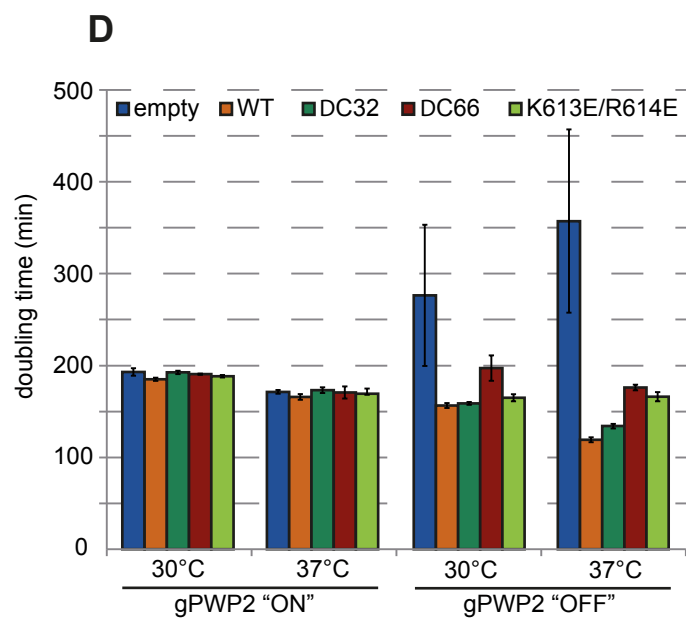 D
500
empty WT DC32 DC66 K613E/R614E
400
300
200
100
0
doubling time (min)
30°C 37°C 30°C 37°C
gPWP2 “ON” gPWP2 “OFF”